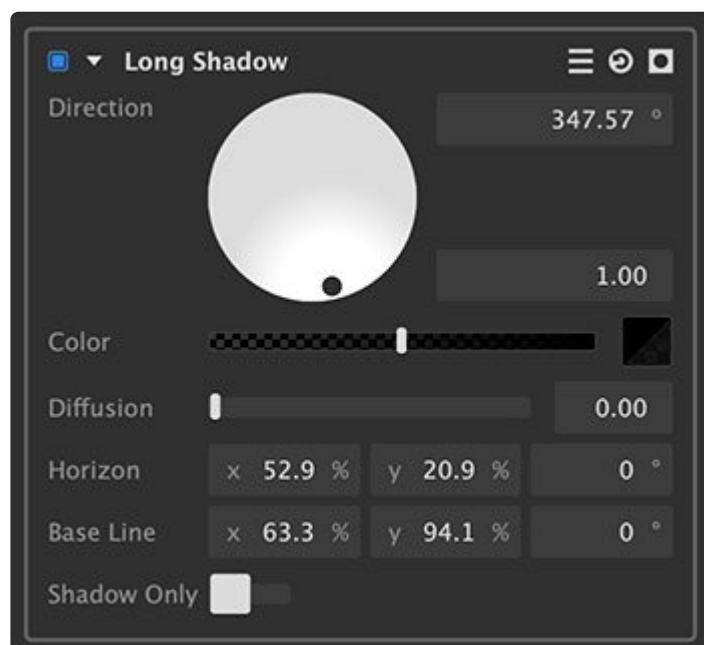 Long Shadow
Direction
347.57 °
1.00
Color
Diffusion 0.00
Horizon x 52.9 % y 20.9 % 0 °
Base Line x 63.3 % y 94.1 % 0 °
Shadow Only